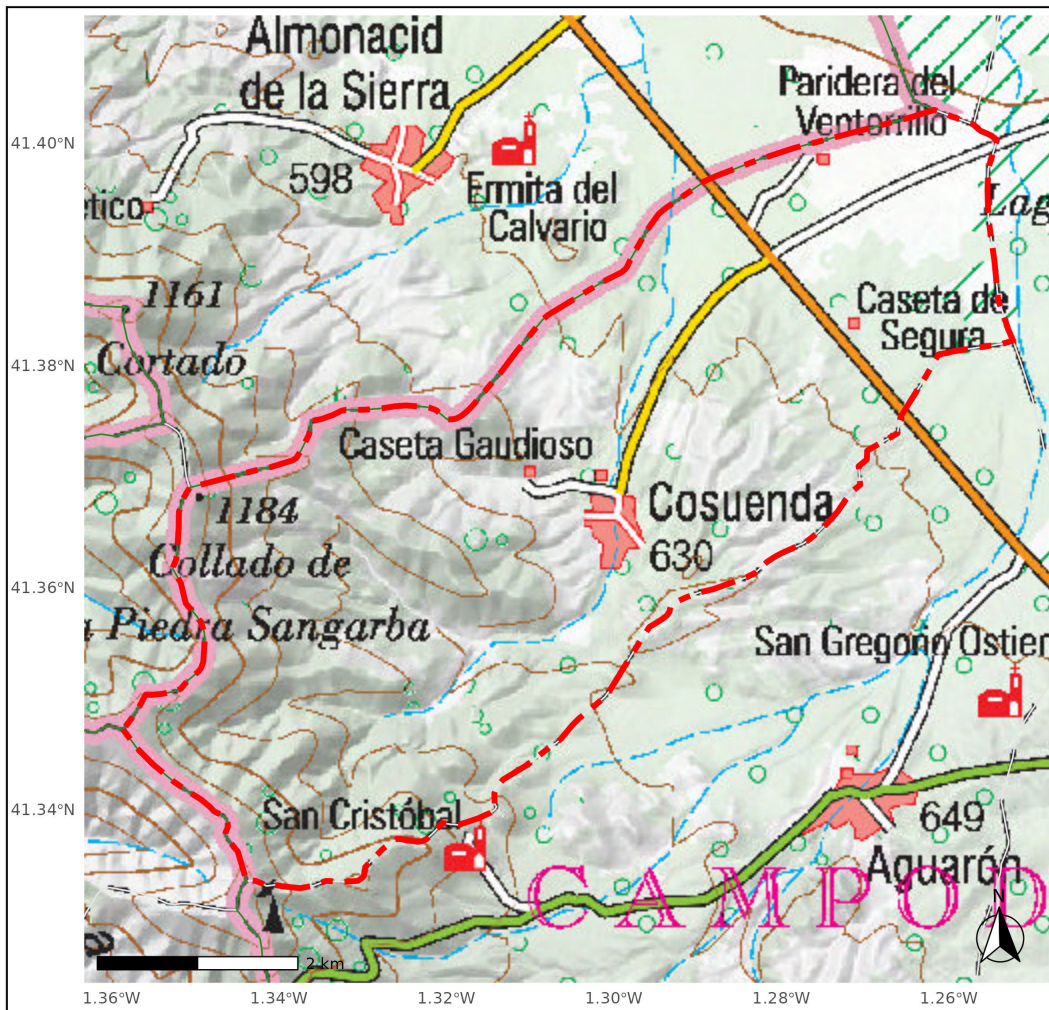 Almonacid
de la Sierra
Paridera del
Ventorrillo
41.40°N
598
Ermita del
Calvario
ético
Lag
1161
Cortado
Caseta de
Segura
41.38°N
Caseta Gaudioso
1184
Cosuenda
630
Collado de
41.36°N
a Piedra Sangarba
San Gregorio Ostien
41.34°N
San Cristóbal
649
Aguarón
CAMPO D
N
2 km
1.36°W
1.34°W
1.32°W
1.30°W
1.28°W
1.26°W